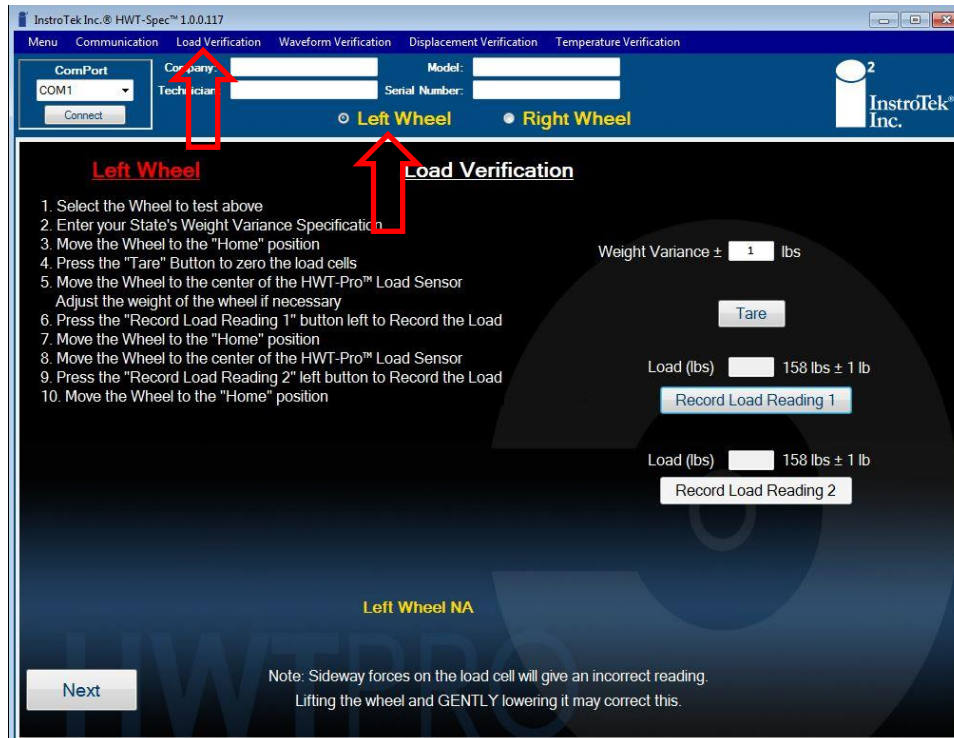 InstroTek Inc.® HWT-Spec™ 1.0.0.117
Menu Communication Load Verification Waveform Verification Displacement Verification Temperature Verification
ComPort
COM1
Connect
Company:
Technician:
Model:
Serial Number:
Left Wheel Right Wheel
i2
InstroTek®
Inc.
Left Wheel
Load Verification
1. Select the Wheel to test above
2. Enter your State's Weight Variance Specification
3. Move the Wheel to the "Home" position
4. Press the "Tare" Button to zero the load cells
5. Move the Wheel to the center of the HWT-Pro™ Load Sensor
Adjust the weight of the wheel if necessary
6. Press the "Record Load Reading 1" button left to Record the Load
7. Move the Wheel to the "Home" position
8. Move the Wheel to the center of the HWT-Pro™ Load Sensor
9. Press the "Record Load Reading 2" left button to Record the Load
10. Move the Wheel to the "Home" position
Weight Variance ± 1 lbs
Tare
Load (lbs) 158 lbs ± 1 lb
Record Load Reading 1
Load (lbs) 158 lbs ± 1 lb
Record Load Reading 2
Left Wheel NA
HWTPRO
Next
Note: Sideway forces on the load cell will give an incorrect reading.
Lifting the wheel and GENTLY lowering it may correct this.